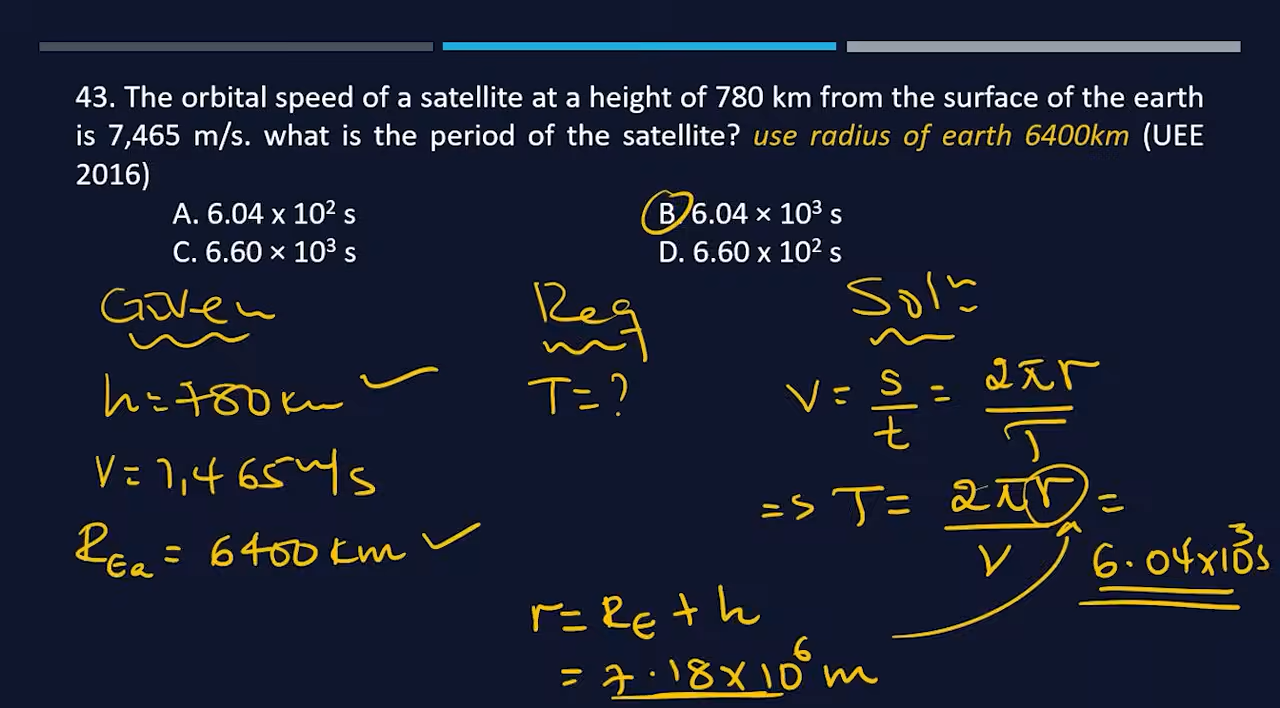 43. The orbital speed of a satellite at a height of 780 km from the surface of the earth
is 7,465 m/s. what is the period of the satellite? use radius of earth 6400km (UEE
2016)
A. 6.04 x 10² s
B. 6.04 × 10³ s
C. 6.60 × 10³ s
D. 6.60 x 10² s
Given
h = 780 km ✓
V = 7,465 m/s
R_Ea = 6400 km ✓
Req
T = ?
Solⁿ
V = s/t = 2πr/T
=> T = 2πr/V =
6.04x10³s
r = R_E + h
= 7.18x10⁶ m